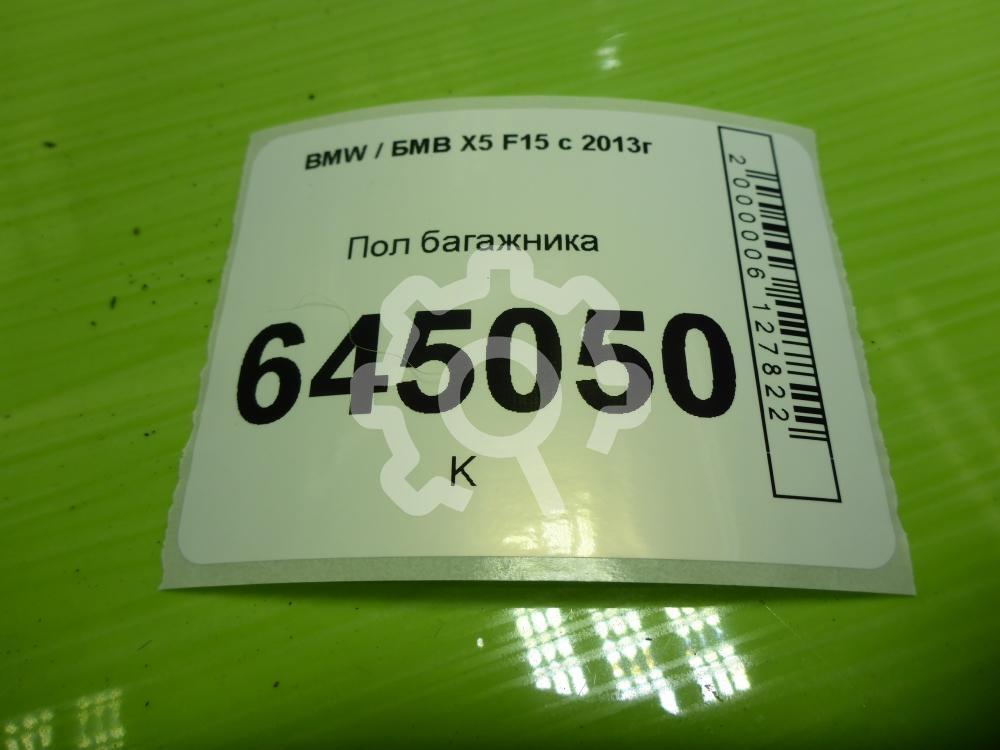 BMW / БМВ X5 F15 с 2013г
Пол багажника
645050
К
2000006127822